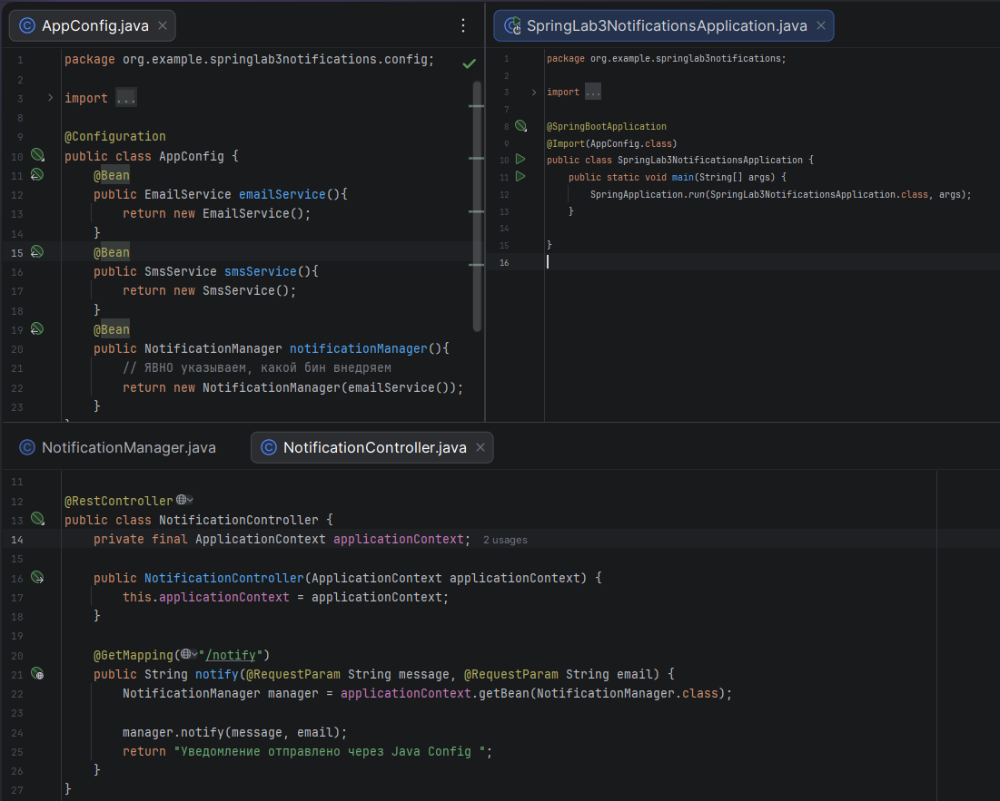 AppConfig.java
1 package org.example.springlab3notifications.config;
2
3 import ...
8
9 @Configuration
10 public class AppConfig {
11 @Bean
12 public EmailService emailService(){
13 return new EmailService();
14 }
15 @Bean
16 public SmsService smsService(){
17 return new SmsService();
18 }
19 @Bean
20 public NotificationManager notificationManager(){
21 // ЯВНО указываем, какой бин внедряем
22 return new NotificationManager(emailService());
23 }
SpringLab3NotificationsApplication.java
1 package org.example.springlab3notifications;
2
3 import ...
7
8 @SpringBootApplication
9 @Import(AppConfig.class)
10 public class SpringLab3NotificationsApplication {
11 public static void main(String[] args) {
12 SpringApplication.run(SpringLab3NotificationsApplication.class, args);
13 }
14
15 }
16
NotificationManager.java NotificationController.java
11
12 @RestController
13 public class NotificationController {
14 private final ApplicationContext applicationContext; 2 usages
15
16 public NotificationController(ApplicationContext applicationContext) {
17 this.applicationContext = applicationContext;
18 }
19
20 @GetMapping("/notify")
21 public String notify(@RequestParam String message, @RequestParam String email) {
22 NotificationManager manager = applicationContext.getBean(NotificationManager.class);
23
24 manager.notify(message, email);
25 return "Уведомление отправлено через Java Config ";
26 }
27 }